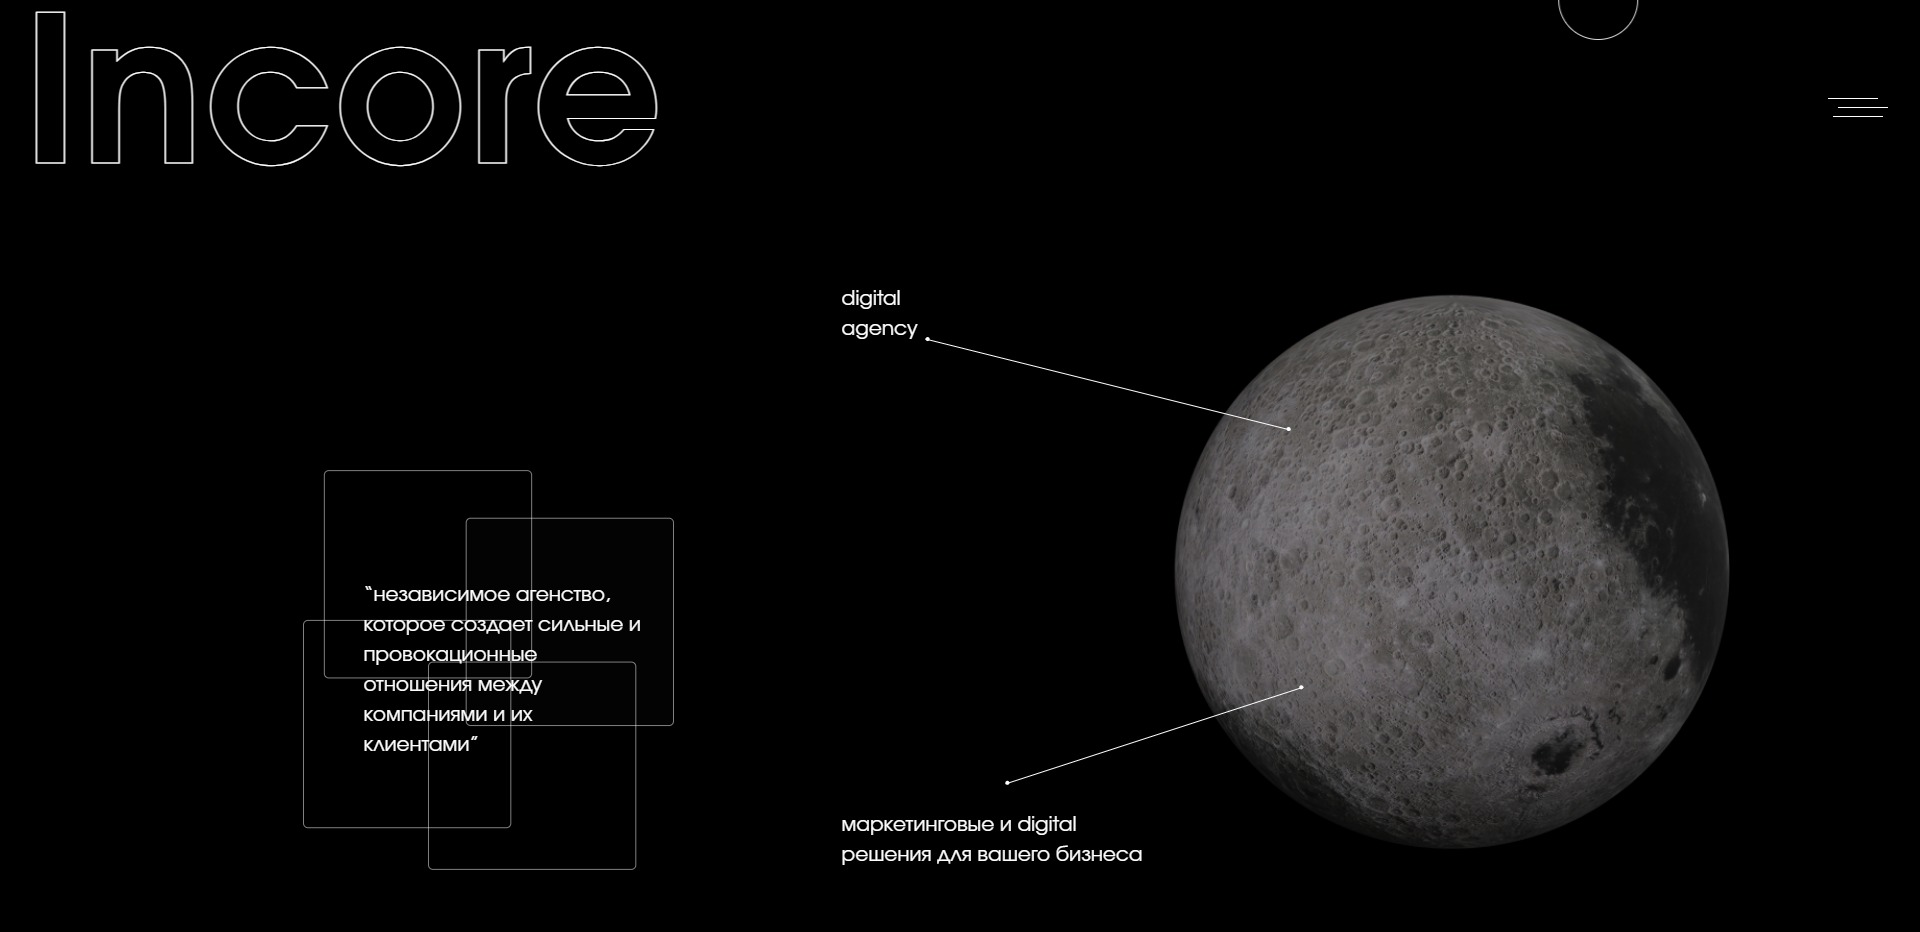 Incore
digital
agency
“независимое агенство,
которое создает сильные и
провокационные
отношения между
компаниями и их
клиентами”
маркетинговые и digital
решения для вашего бизнеса